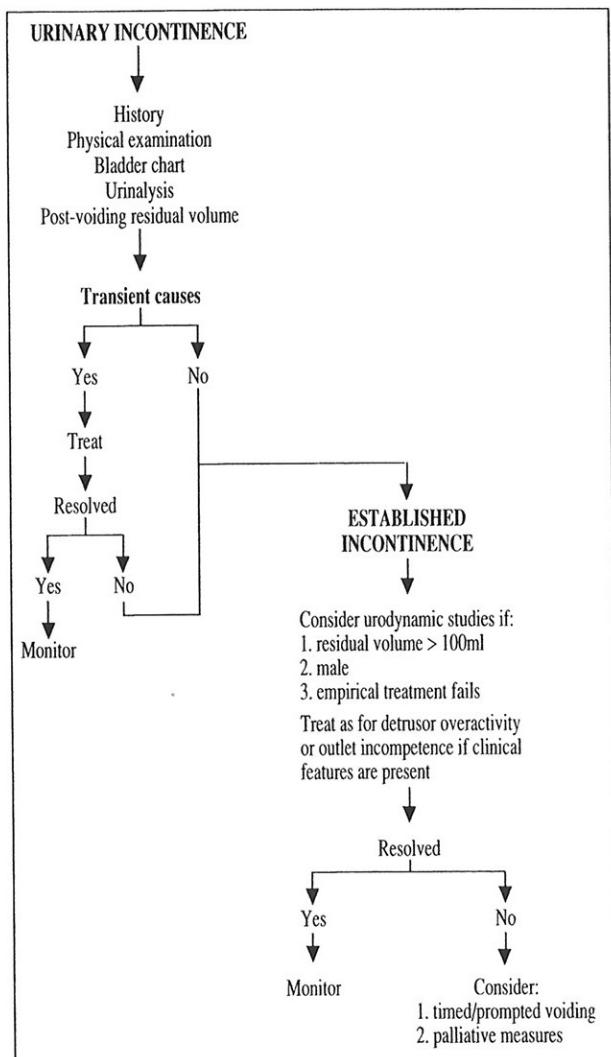 URINARY INCONTINENCE
History
Physical examination
Bladder chart
Urinalysis
Post-voiding residual volume
Transient causes
Yes
No
Treat
Resolved
Yes
No
Monitor
ESTABLISHED
INCONTINENCE
Consider urodynamic studies if:
1. residual volume > 100ml
2. male
3. empirical treatment fails
Treat as for detrusor overactivity
or outlet incompetence if clinical
features are present
Resolved
Yes
No
Monitor
Consider:
1. timed/prompted voiding
2. palliative measures